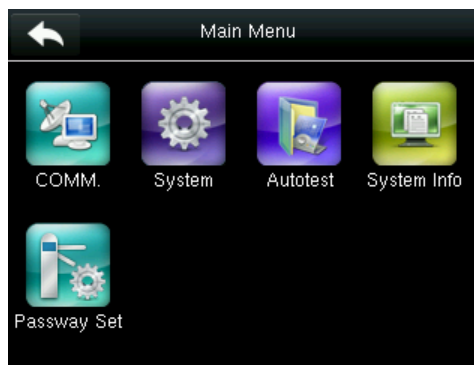 Main Menu
COMM.
System
Autotest
System Info
Passway Set